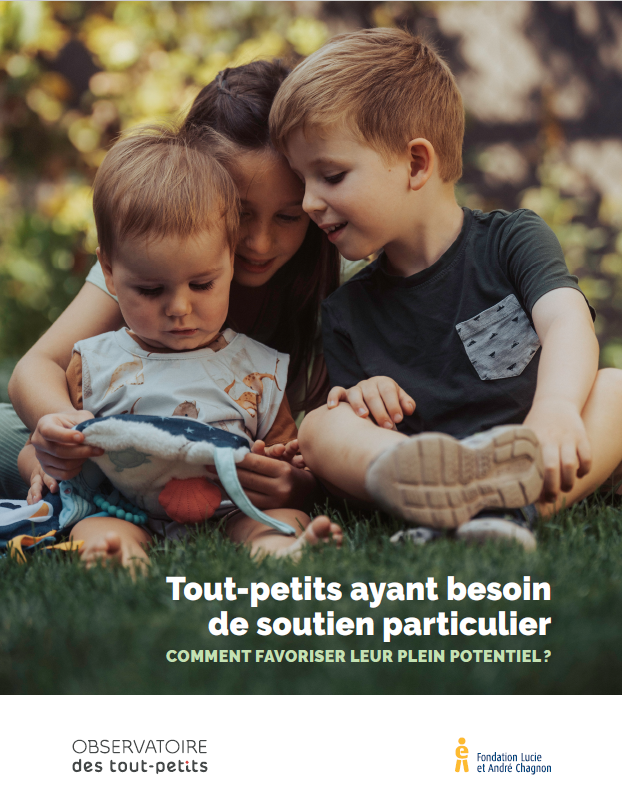 Tout-petits ayant besoin
de soutien particulier
COMMENT FAVORISER LEUR PLEIN POTENTIEL ?
OBSERVATOIRE
des tout-petits
Fondation Lucie
et André Chagnon